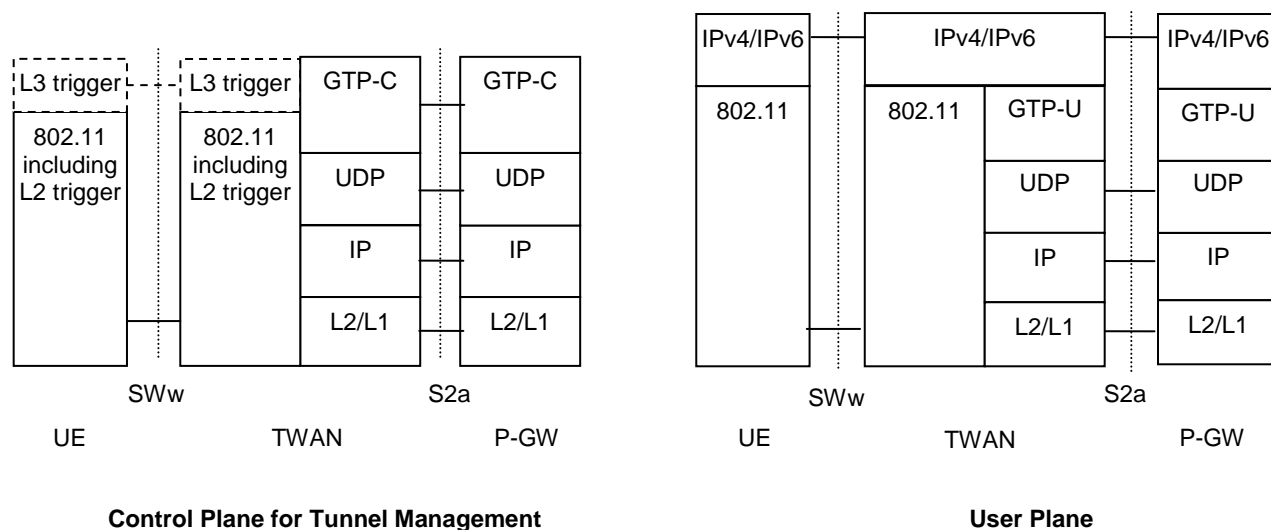 L3 trigger
802.11
including
L2 trigger
L3 trigger
802.11
including
L2 trigger
GTP-C
UDP
IP
L2/L1
GTP-C
UDP
IP
L2/L1
SWw
S2a
UE
TWAN
P-GW
Control Plane for Tunnel Management
IPv4/IPv6
802.11
IPv4/IPv6
802.11
GTP-U
UDP
IP
L2/L1
IPv4/IPv6
GTP-U
UDP
IP
L2/L1
SWw
S2a
UE
TWAN
P-GW
User Plane